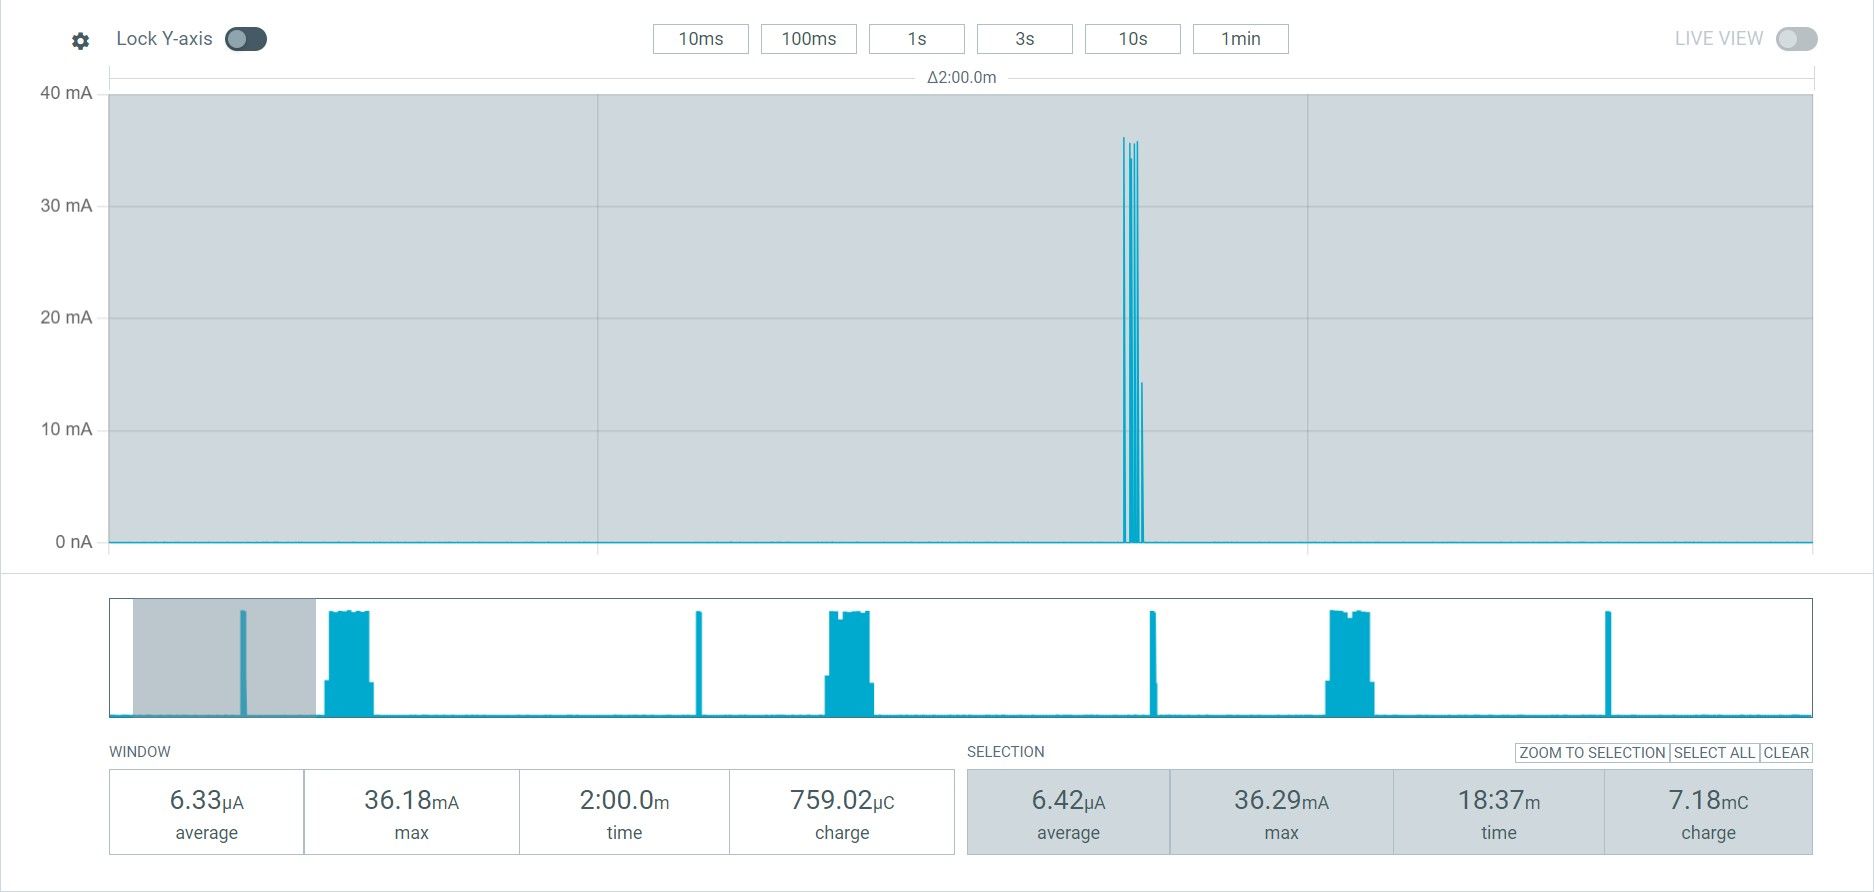 Lock Y-axis
10ms 100ms 1s 3s 10s 1min
LIVE VIEW
Δ2:00.0m
40 mA
30 mA
20 mA
10 mA
0 nA
WINDOW
6.33μA 36.18mA 2:00.0m 759.02μC
average max time charge
SELECTION
ZOOM TO SELECTION SELECT ALL CLEAR
6.42μA 36.29mA 18:37m 7.18mC
average max time charge